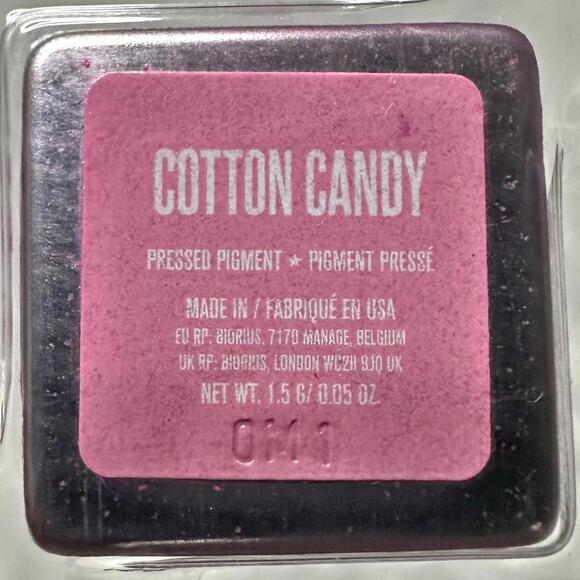 COTTON CANDY
PRESSED PIGMENT ★ PIGMENT PRESSÉ
MADE IN / FABRIQUÉ EN USA
EU RP: BIORIUS, 7170 MANAGE, BELGIUM
UK RP: BIORIUS, LONDON WC2H 9JQ UK
NET WT. 1.5 G/ 0.05 OZ.